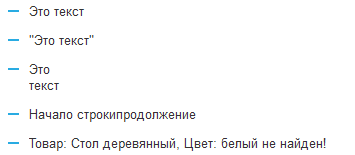 Это текст
"Это текст"
Это
текст
Начало строкипродолжение
Товар: Стол деревянный, Цвет: белый не найден!